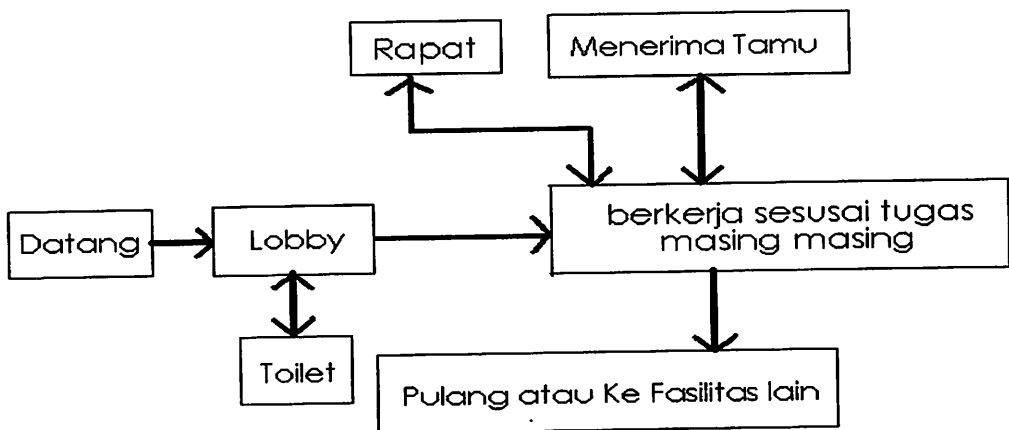 Rapat
Menerima Tamu
Datang
Lobby
berkerja sesusai tugas
masing masing
Toilet
Pulang atau Ke Fasilitas lain